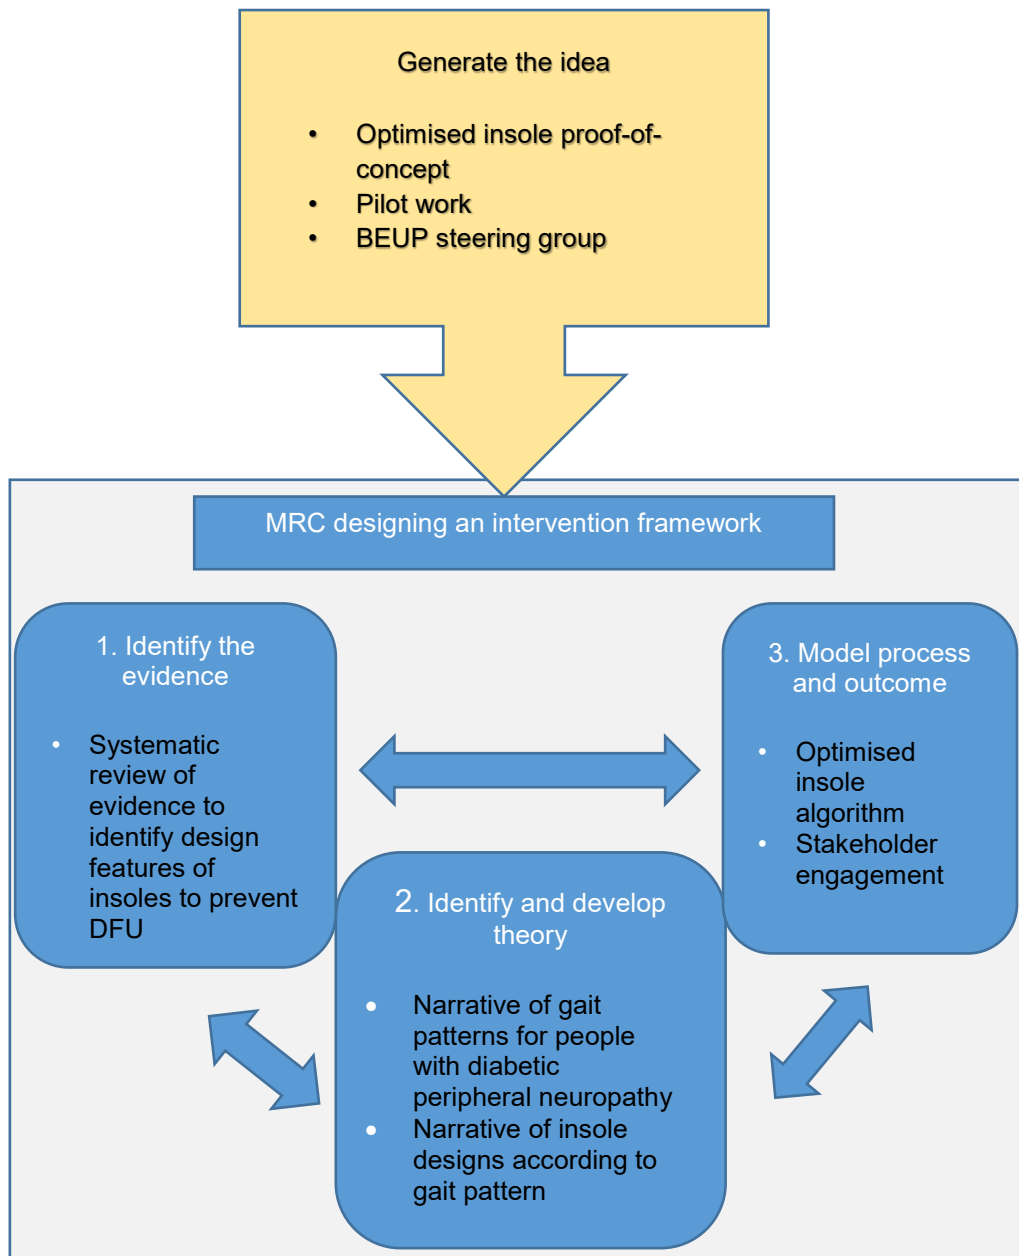 Generate the idea
• Optimised insole proof-of-
concept
• Pilot work
• BEUP steering group
MRC designing an intervention framework
1. Identify the
evidence
• Systematic
review of
evidence to
identify design
features of
insoles to prevent
DFU
2. Identify and develop
theory
• Narrative of gait
patterns for people
with diabetic
peripheral neuropathy
• Narrative of insole
designs according to
gait pattern
3. Model process
and outcome
• Optimised
insole
algorithm
• Stakeholder
engagement